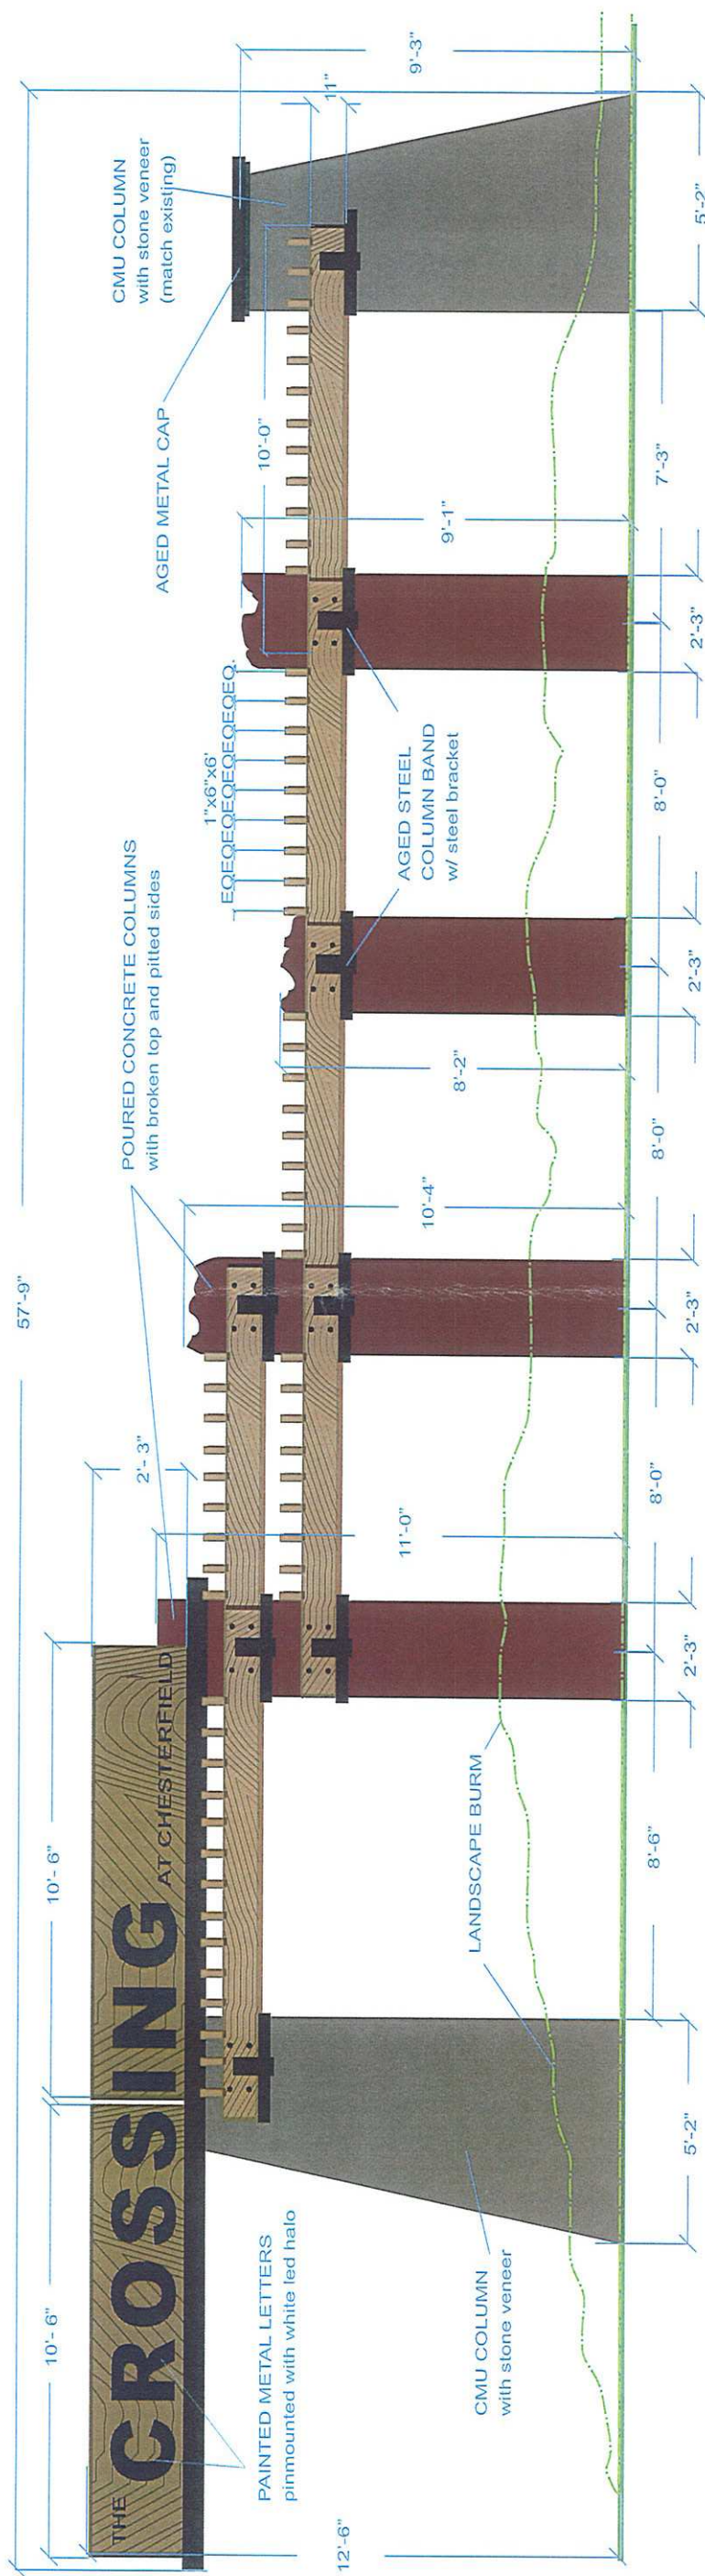 57'-9"
10'- 6"
10'- 6"
2'- 3"
THE CROSSING AT CHESTERFIELD
12'-6"
PAINTED METAL LETTERS
pinmounted with white led halo
CMU COLUMN
with stone veneer
LANDSCAPE BURM
11'-0"
POURED CONCRETE COLUMNS
with broken top and pitted sides
10'-4"
8'-2"
1"x6"x6'
EQEQEQEQEQEQEQEQ.
AGED STEEL
COLUMN BAND
w/ steel bracket
9'-1"
10'-0"
AGED METAL CAP
CMU COLUMN
with stone veneer
(match existing)
11"
9'-3"
5'-2"
8'-6"
2'-3"
8'-0"
2'-3"
8'-0"
2'-3"
8'-0"
2'-3"
7'-3"
5'-2"